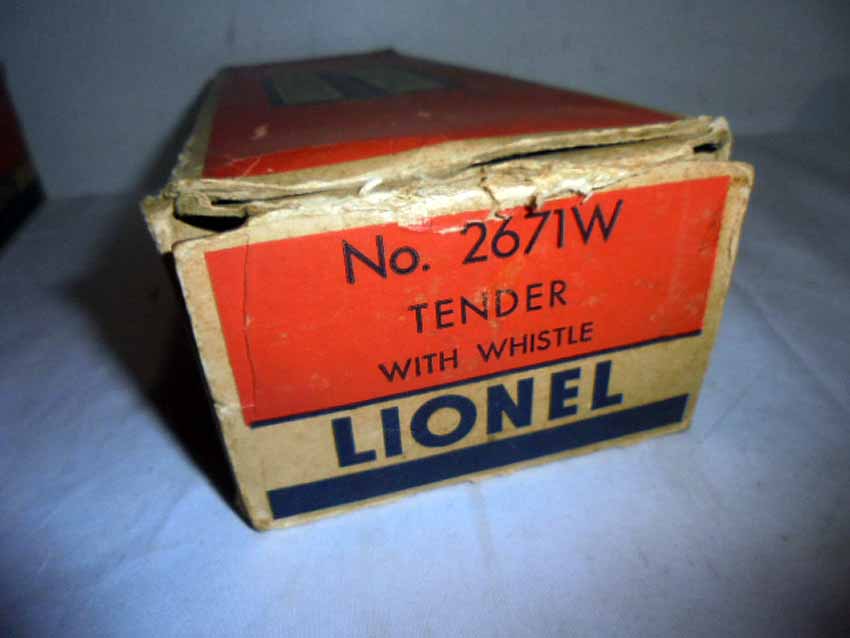 No. 2671W
TENDER
WITH WHISTLE
LIONEL